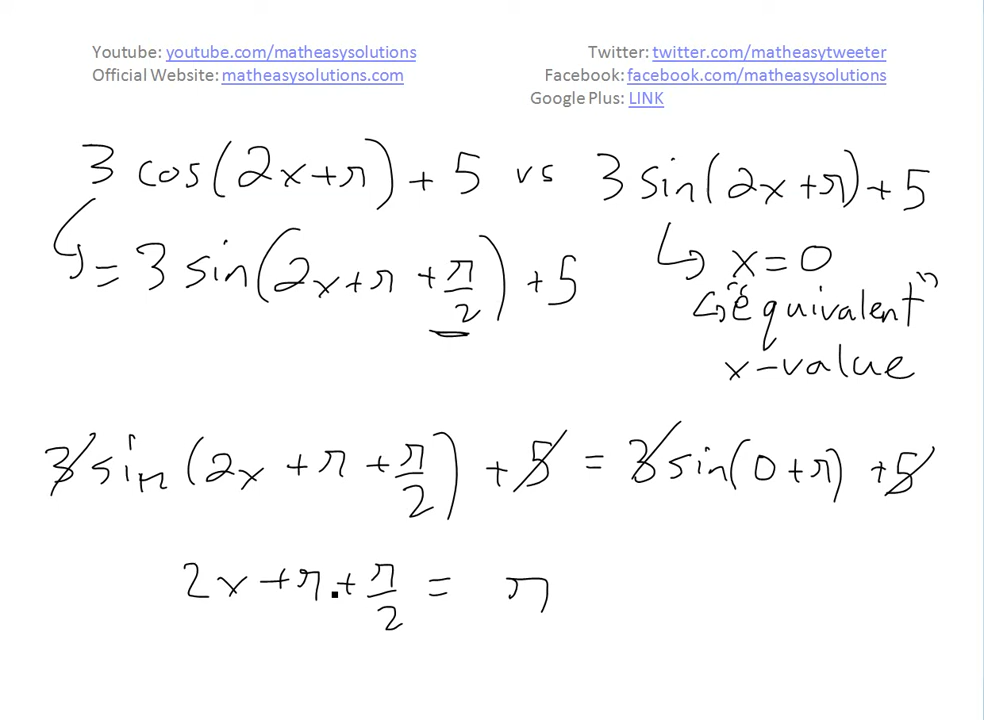 Youtube: youtube.com/matheasysolutions
Official Website: matheasysolutions.com
Twitter: twitter.com/matheasytweeter
Facebook: facebook.com/matheasysolutions
Google Plus: LINK
3 cos(2x+π)+5 vs 3 sin(2x+π)+5
↳ = 3 sin(2x+π+π/2)+5
↳ x=0
↳ "equivalent"
x-value
3 sin(2x+π+π/2)+5 = 3 sin(0+π)+5
2x+π+π/2 = π